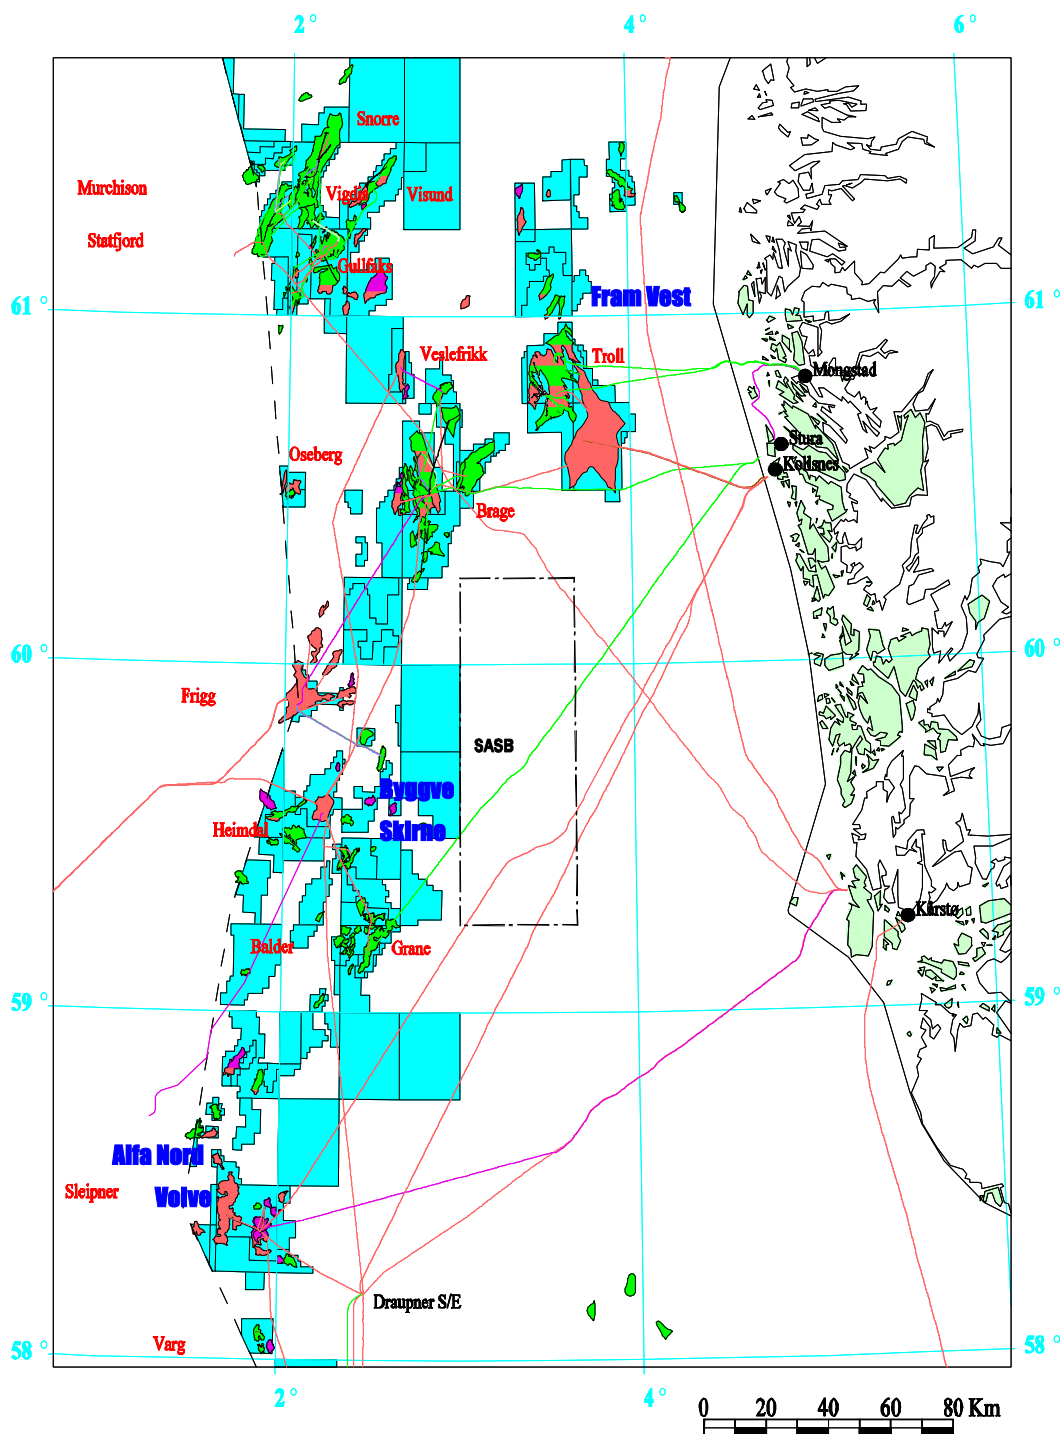 2° 4° 6°
Snorre
Murchison
Vigdis
Visund
Statfjord
Gullfaks
61° Fram Vest 61°
Veslefrikk
Troll
Mongstad
Stura
Oseberg
Kollsnes
Brage
60° 60°
Frigg
SASB
Byggve
Heimdal
Skirne
Kårstø
Balder
Grane
59° 59°
Alfa Nord
Sleipner
Volve
Draupner S/E
Varg
58° 58°
2° 4°
0 20 40 60 80 Km